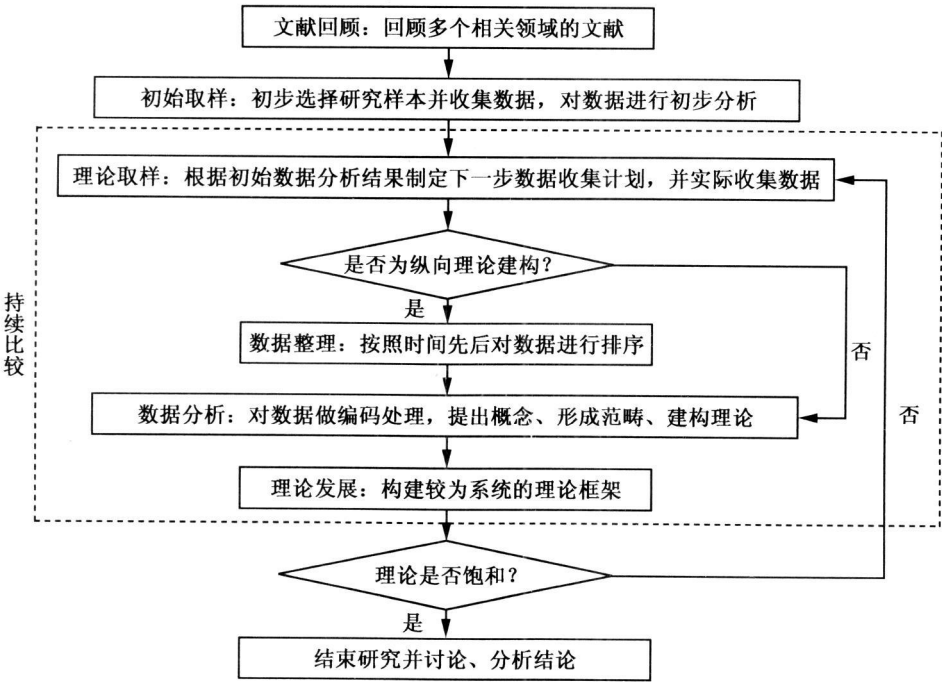 文献回顾：回顾多个相关领域的文献
初始取样：初步选择研究样本并收集数据，对数据进行初步分析
理论取样：根据初始数据分析结果制定下一步数据收集计划，并实际收集数据
是否为纵向理论建构？
是
数据整理：按照时间先后对数据进行排序
否
持续比较
数据分析：对数据做编码处理，提出概念、形成范畴、建构理论
否
理论发展：构建较为系统的理论框架
理论是否饱和？
是
结束研究并讨论、分析结论